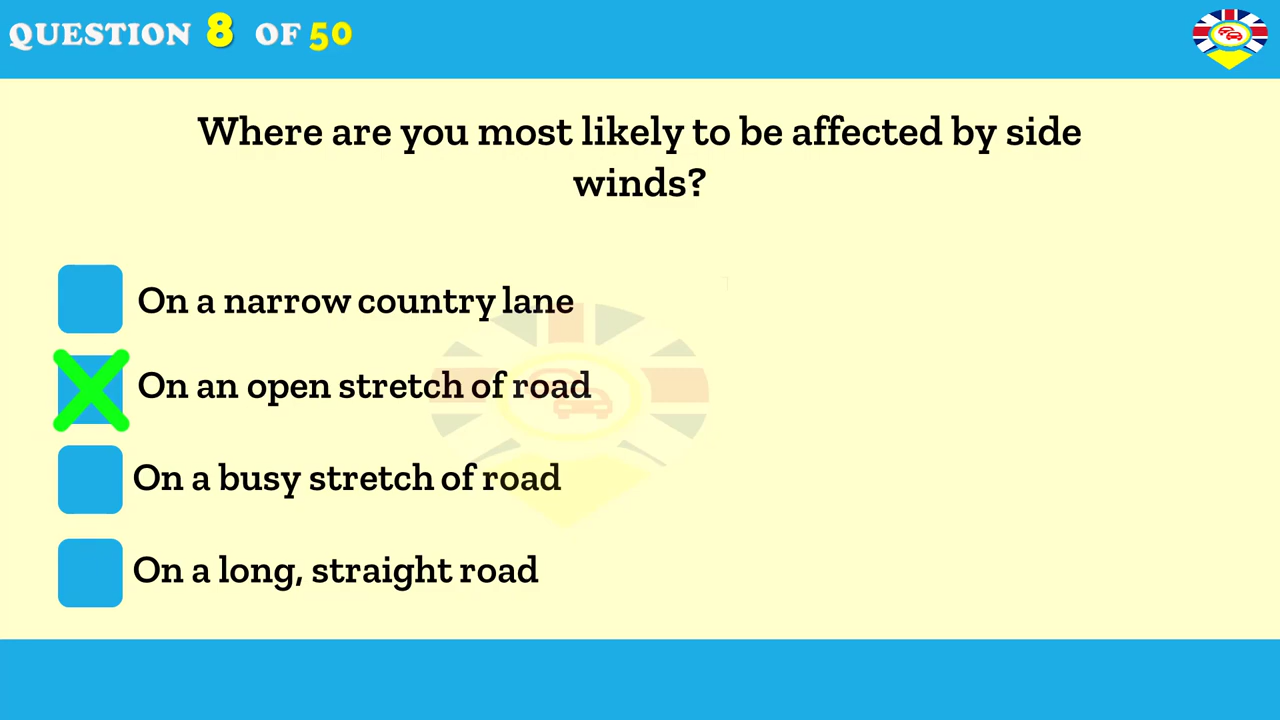 QUESTION 8 OF 50
Where are you most likely to be affected by side
winds?
On a narrow country lane
On an open stretch of road
On a busy stretch of road
On a long, straight road